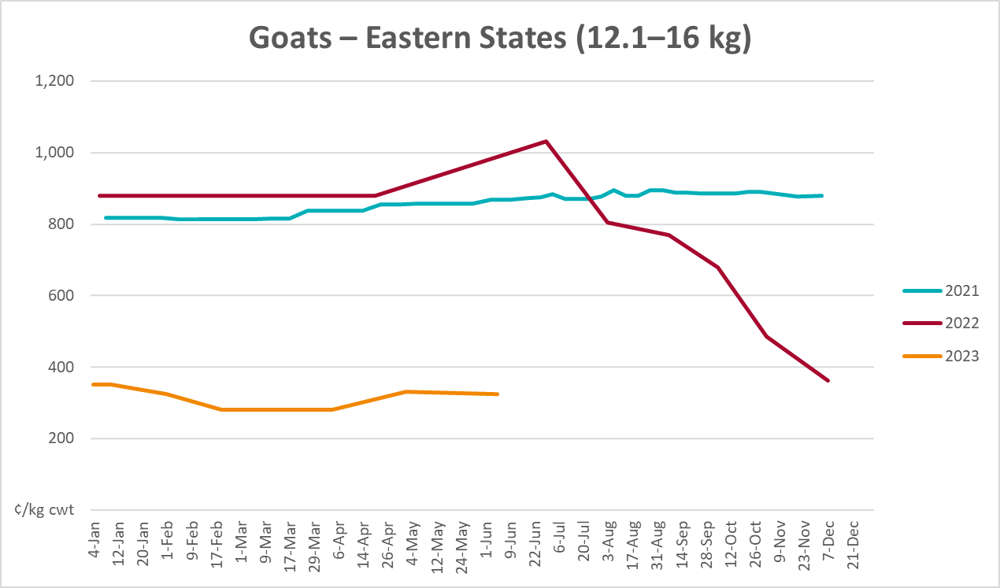 Goats – Eastern States (12.1–16 kg)
1,200
1,000
800
600
400
200
¢/kg cwt
4-Jan
12-Jan
20-Jan
1-Feb
9-Feb
17-Feb
1-Mar
9-Mar
17-Mar
29-Mar
6-Apr
14-Apr
26-Apr
4-May
12-May
24-May
1-Jun
9-Jun
22-Jun
6-Jul
20-Jul
3-Aug
17-Aug
31-Aug
14-Sep
28-Sep
12-Oct
26-Oct
9-Nov
23-Nov
7-Dec
21-Dec
2021
2022
2023